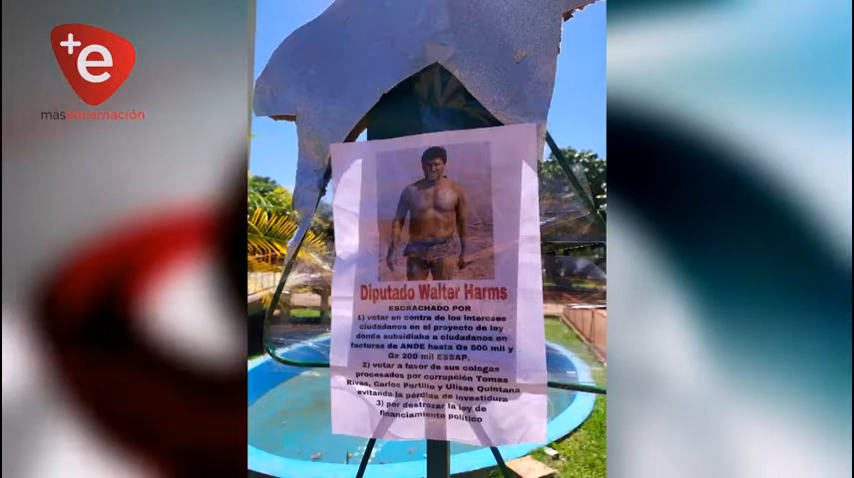 +e
más encarnación
Diputado Walter Harms
ESCRACHADO POR
1) votar en contra de los intereses
ciudadanos en el proyecto de ley
donde subsidiaba a ciudadanos en
facturas de ANDE hasta Gs 500 mil y
Gs 200 mil ESSAP.
2) votar a favor de sus colegas
procesados por corrupción Tomas
Rivas, Carlos Portillo y Ulises Quintana
evitando la pérdida de investidura
3) por destrozar la ley de
financiamiento político